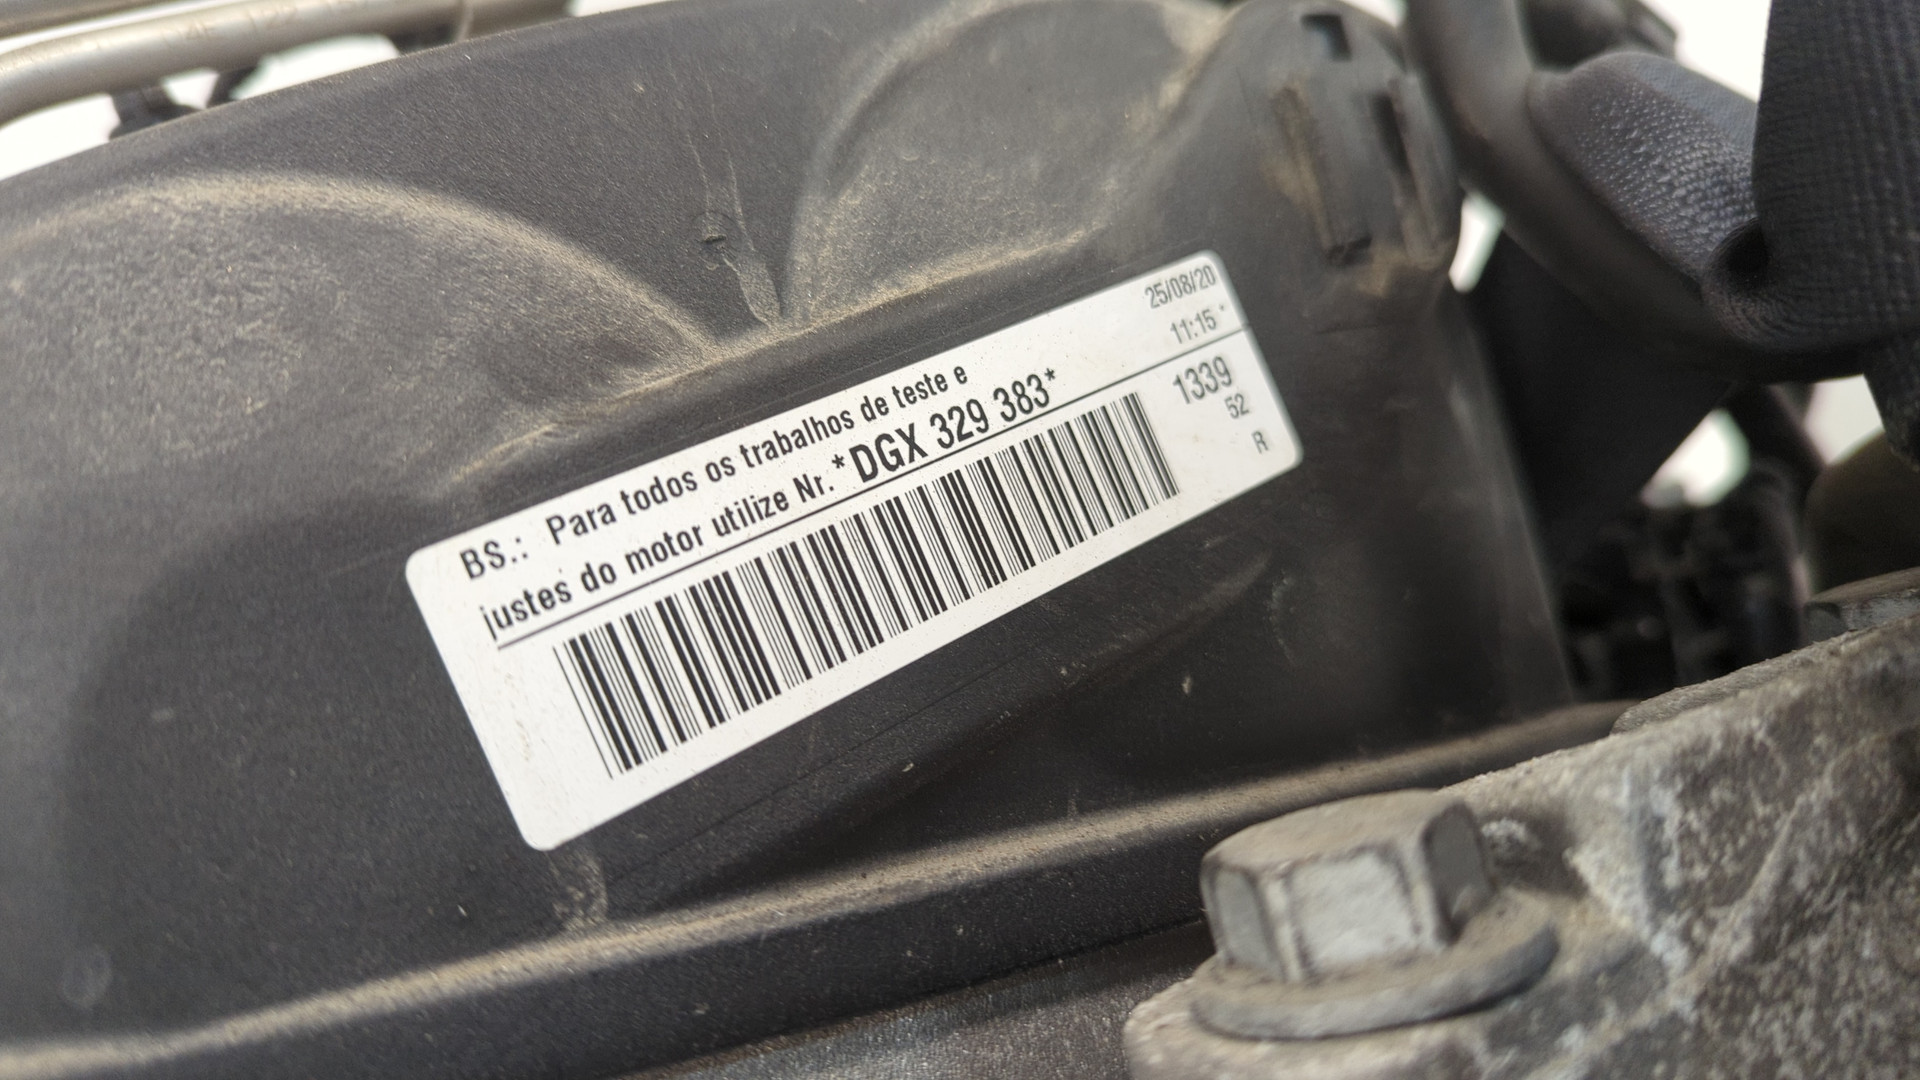 25/08/20
11:15 *
BS.: Para todos os trabalhos de teste e
justes do motor utilize Nr. *DGX 329 383*
1339
52
R